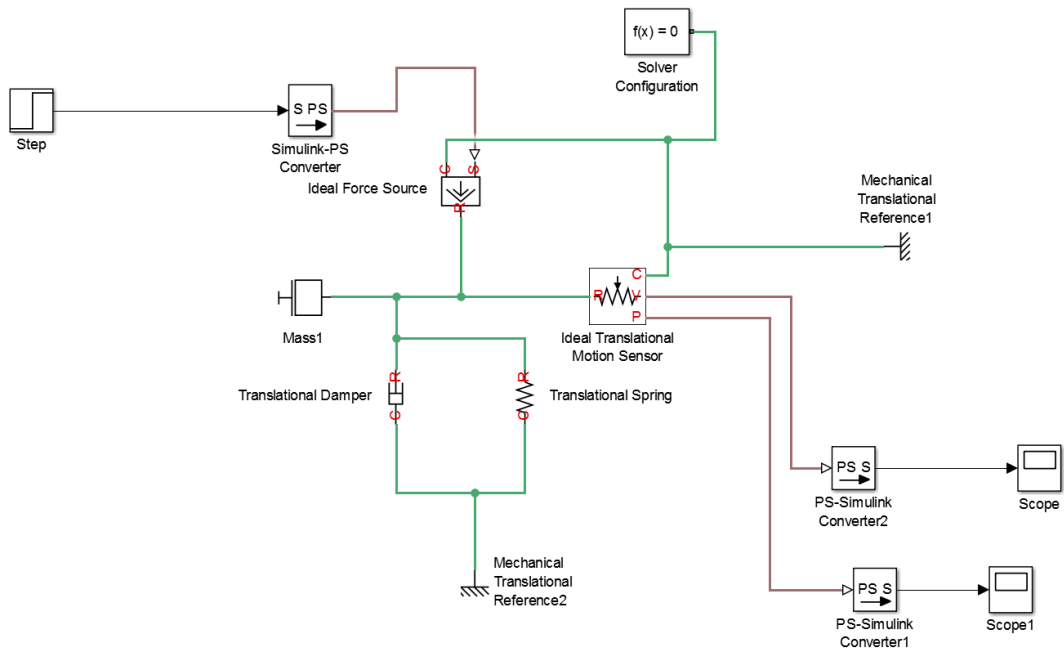 f(x) = 0
Solver
Configuration
Step
S PS
Simulink-PS
Converter
C
S
Ideal Force Source
R
Mechanical
Translational
Reference1
Mass1
R
C
V
P
Ideal Translational
Motion Sensor
Translational Damper
R
C
R
C
Translational Spring
PS S
PS-Simulink
Converter2
Scope
Mechanical
Translational
Reference2
PS S
PS-Simulink
Converter1
Scope1